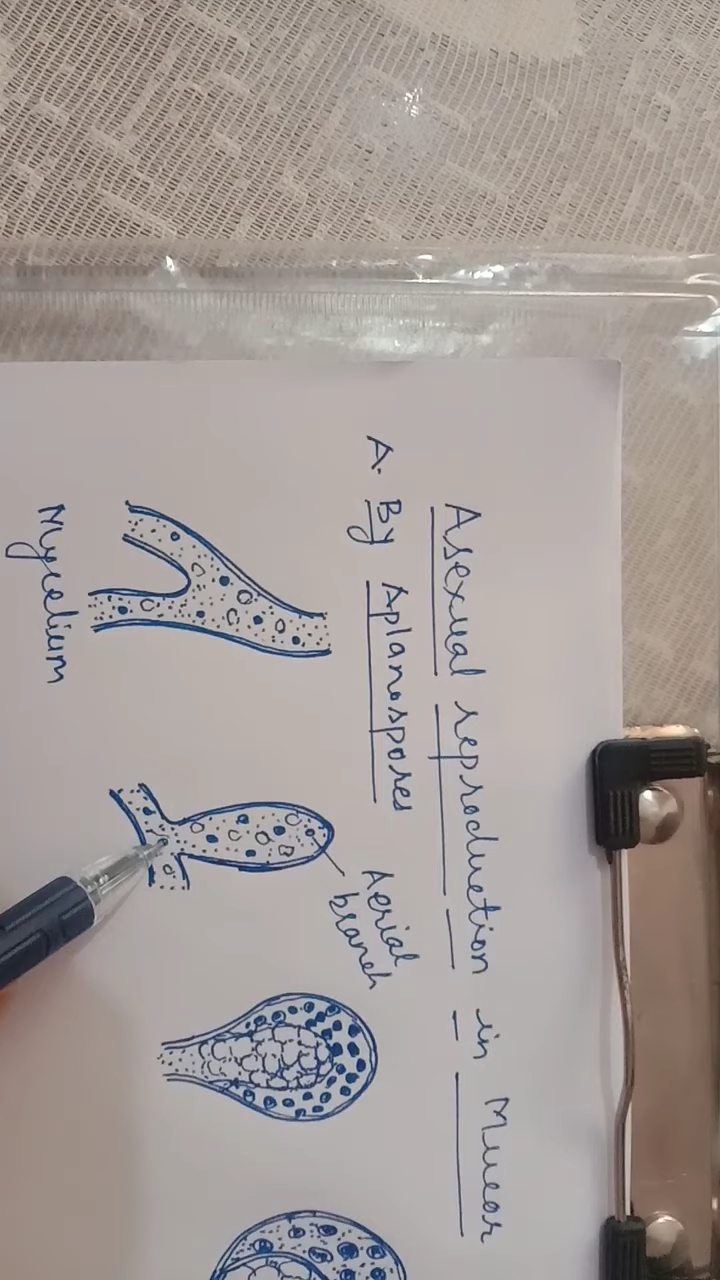 Asexual reproduction in Mucor
A. By Aplanospores
Aerial
branch
Mycelium